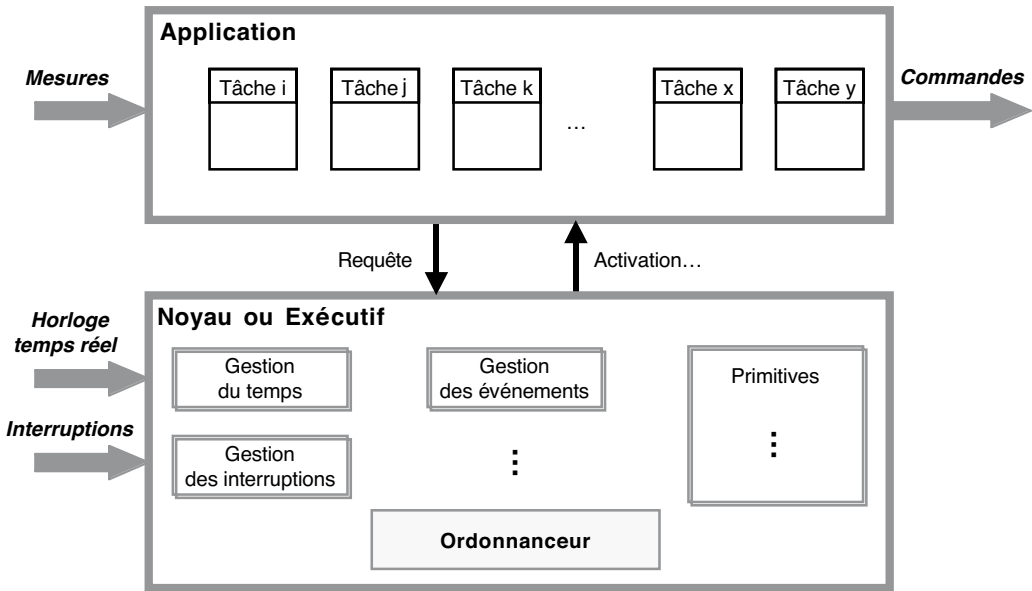 Application
Mesures
Tâche i
Tâche j
Tâche k
...
Tâche x
Tâche y
Commandes
Requête
Activation...
Noyau ou Exécutif
Horloge
temps réel
Interruptions
Gestion
du temps
Gestion
des événements
Primitives
Gestion
des interruptions
Ordonnanceur